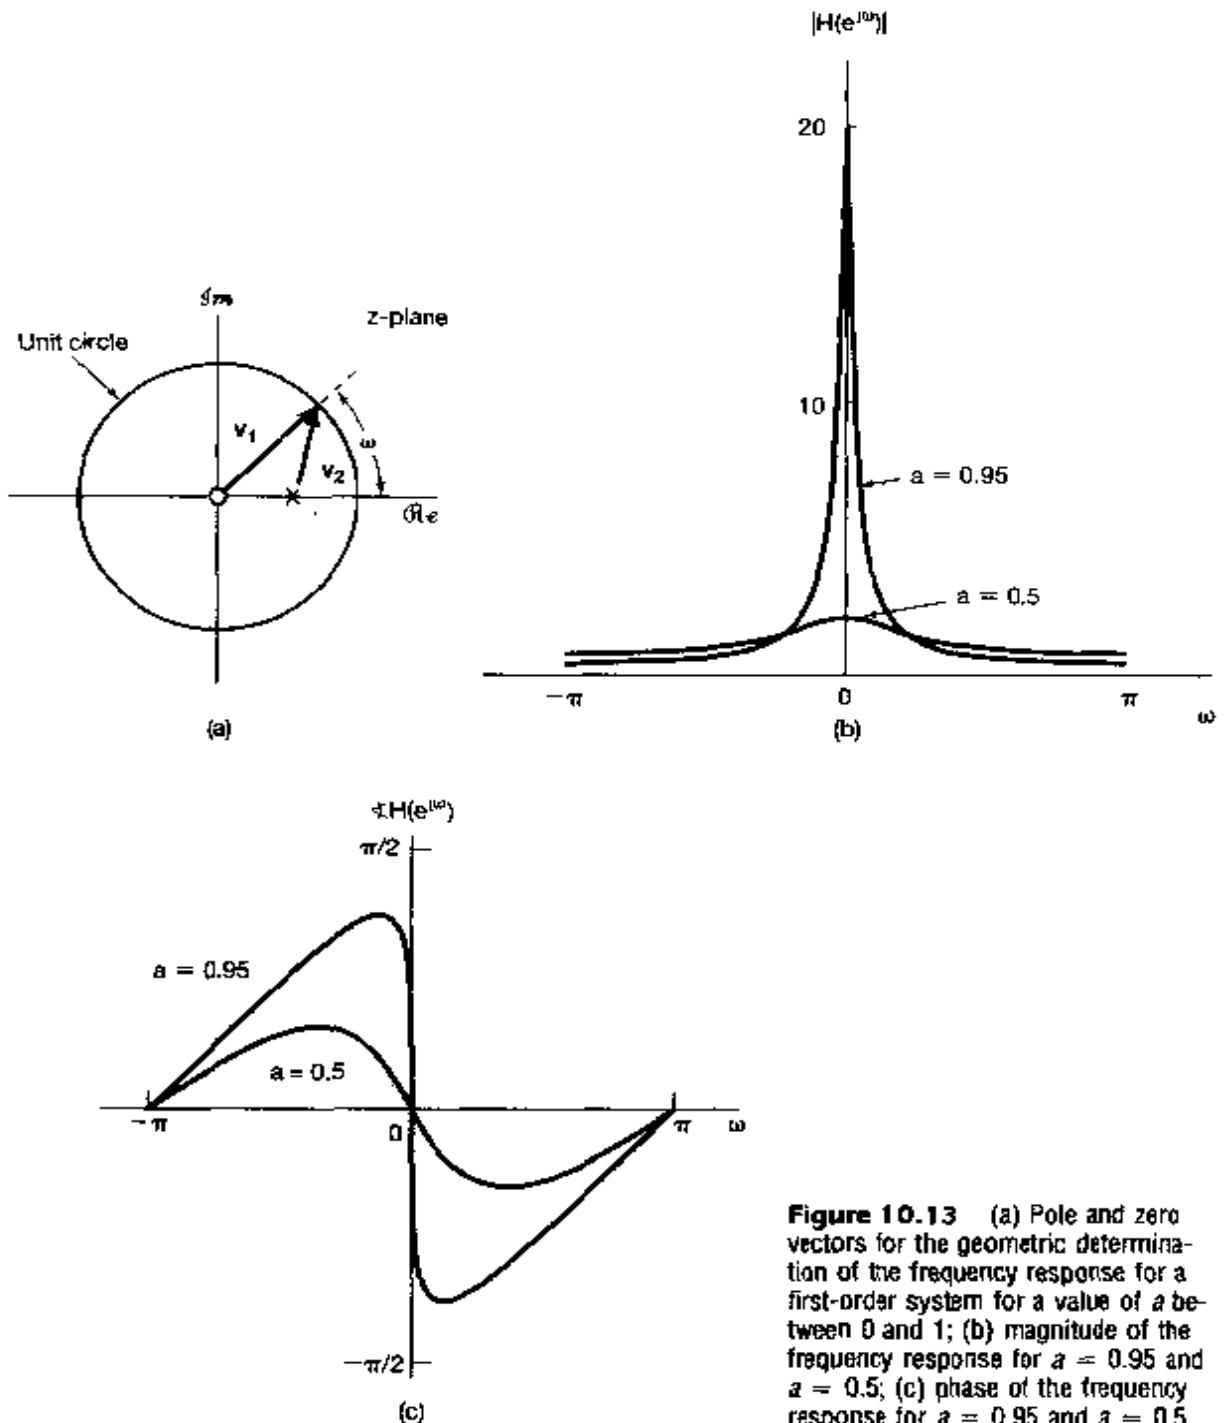 |H(e^jω)|
20
10
a = 0.95
a = 0.5
−π
0
π
ω
(b)
Im
z-plane
Unit circle
v1
ω
v2
Re
(a)
∢H(e^jω)
π/2
a = 0.95
a = 0.5
−π
0
π
ω
−π/2
(c)
Figure 10.13 (a) Pole and zero
vectors for the geometric determina-
tion of the frequency response for a
first-order system for a value of a be-
tween 0 and 1; (b) magnitude of the
frequency response for a = 0.95 and
a = 0.5; (c) phase of the frequency
response for a = 0.95 and a = 0.5